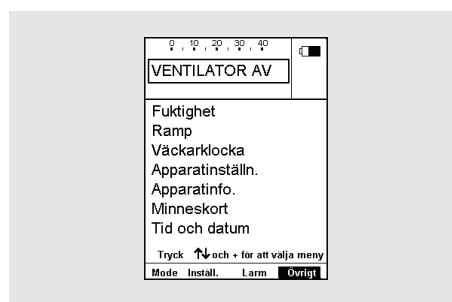 0 10 20 30 40
VENTILATOR AV
Fuktighet
Ramp
Väckarklocka
Apparatinställn.
Apparatinfo.
Minneskort
Tid och datum
Tryck ↑↓ och + för att välja meny
Mode Inställ. Larm Övrigt